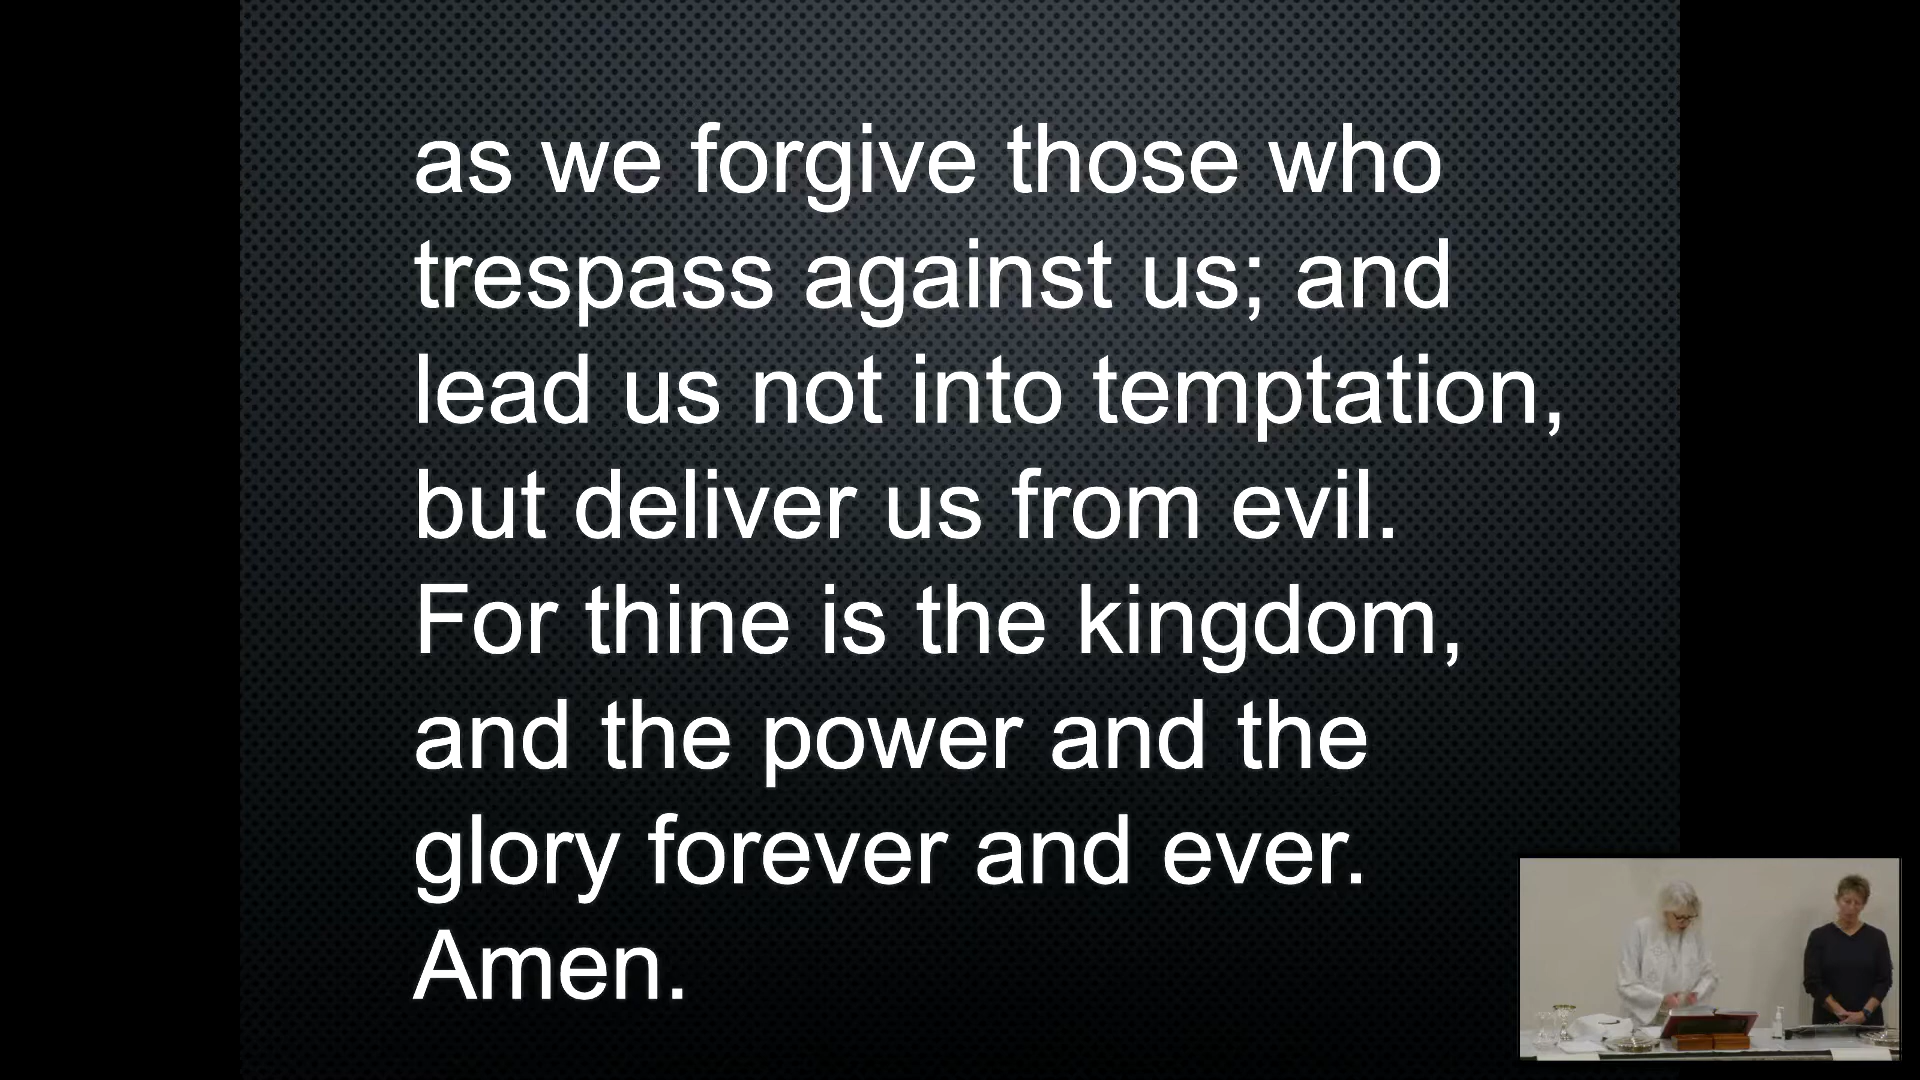 as we forgive those who
trespass against us; and
lead us not into temptation,
but deliver us from evil.
For thine is the kingdom,
and the power and the
glory forever and ever.
Amen.